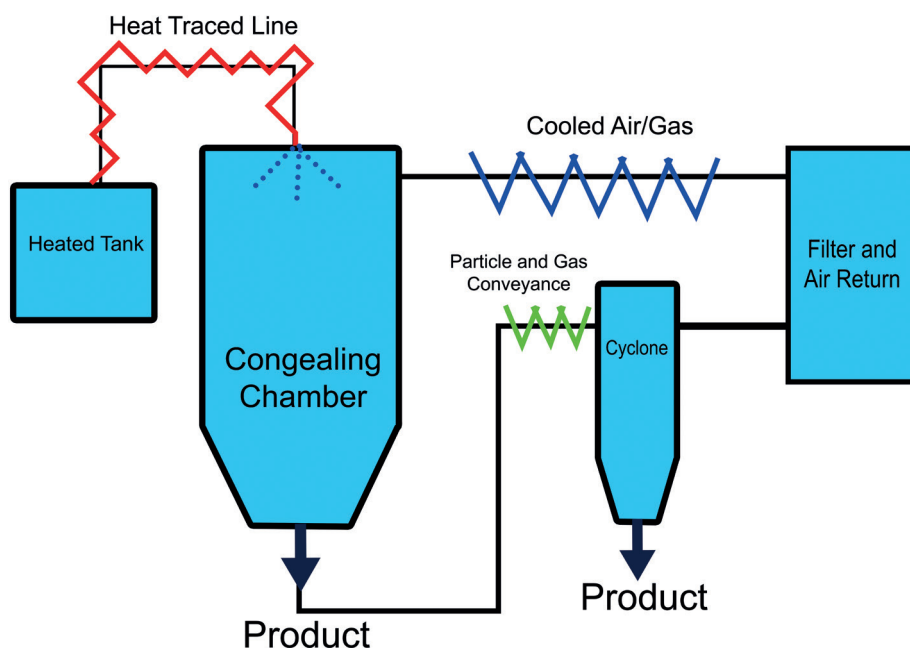 Heat Traced Line
Heated Tank
Congealing
Chamber
Cooled Air/Gas
Particle and Gas
Conveyance
Cyclone
Filter and
Air Return
Product
Product